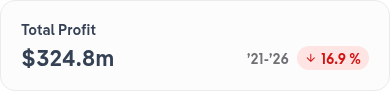 Total Profit
$324.8m ’21-’26 ↓ 16.9 %